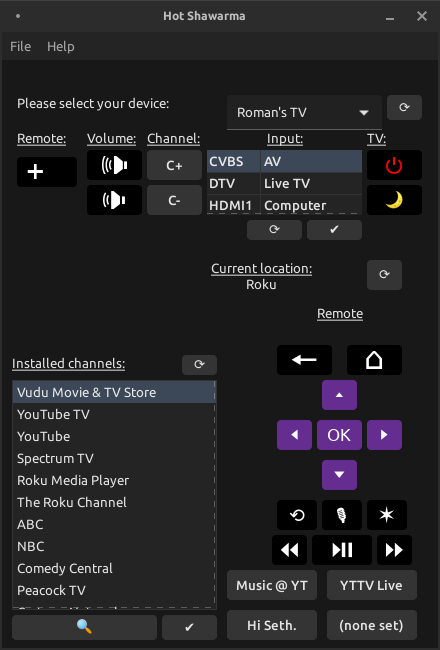 Hot Shawarma
File Help
Please select your device:
Roman's TV
Remote: Volume: Channel: Input: TV:
C+
C-
CVBS AV
DTV Live TV
HDMI1 Computer
Current location:
Roku
Remote
Installed channels:
Vudu Movie & TV Store
YouTube TV
YouTube
Spectrum TV
Roku Media Player
The Roku Channel
ABC
NBC
Comedy Central
Peacock TV
OK
Music @ YT
YTTV Live
Hi Seth.
(none set)